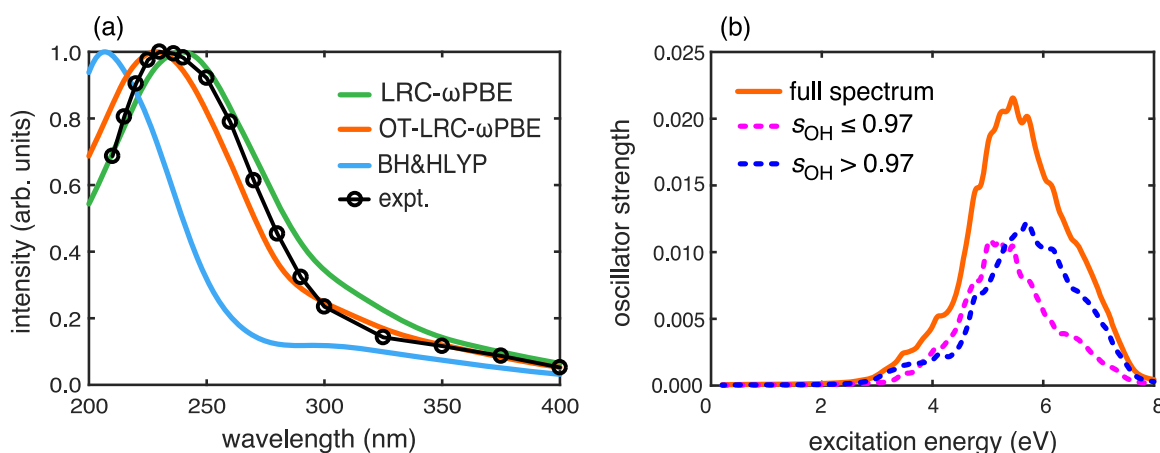 (a)
1.0
0.8
0.6
0.4
0.2
0.0
200
250
300
350
400
wavelength (nm)
intensity (arb. units)
LRC-ωPBE
OT-LRC-ωPBE
BH&HLYP
expt.
(b)
0.025
0.020
0.015
0.010
0.005
0.000
0
2
4
6
8
excitation energy (eV)
oscillator strength
full spectrum
sOH ≤ 0.97
sOH > 0.97